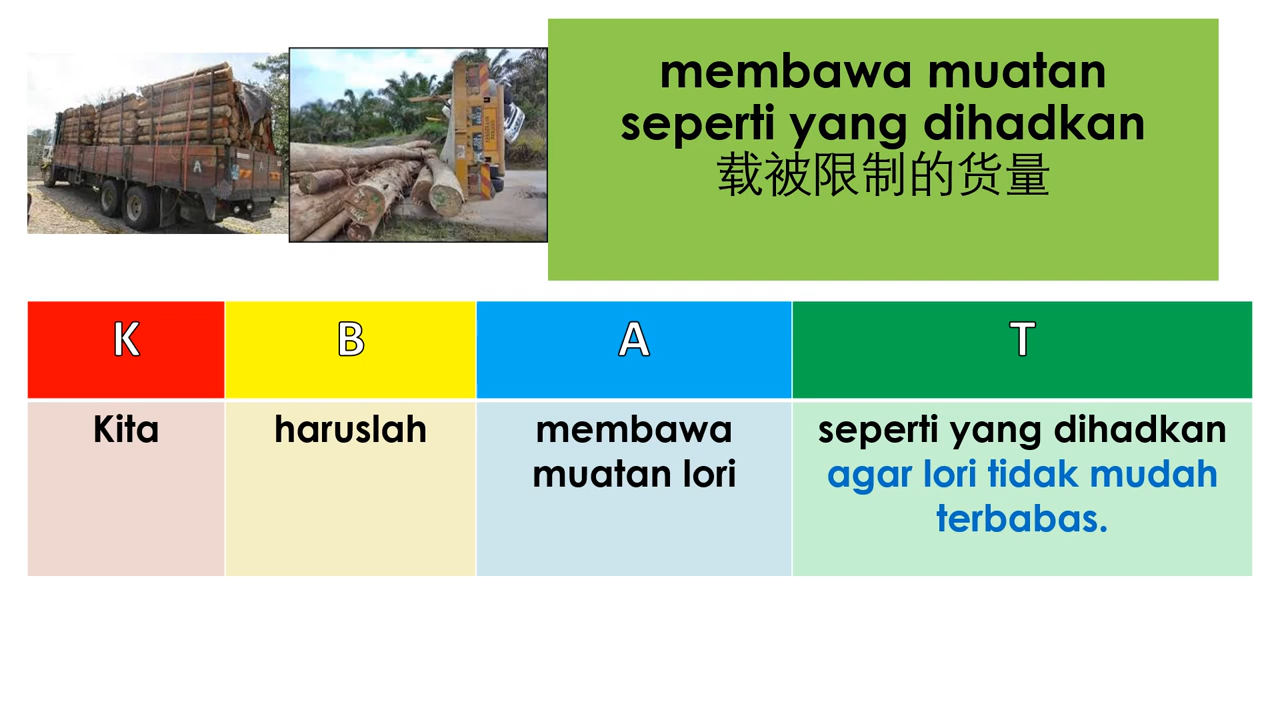 membawa muatan
seperti yang dihadkan
载被限制的货量
K
B
A
T
Kita
haruslah
membawa
muatan lori
seperti yang dihadkan
agar lori tidak mudah
terbabas.